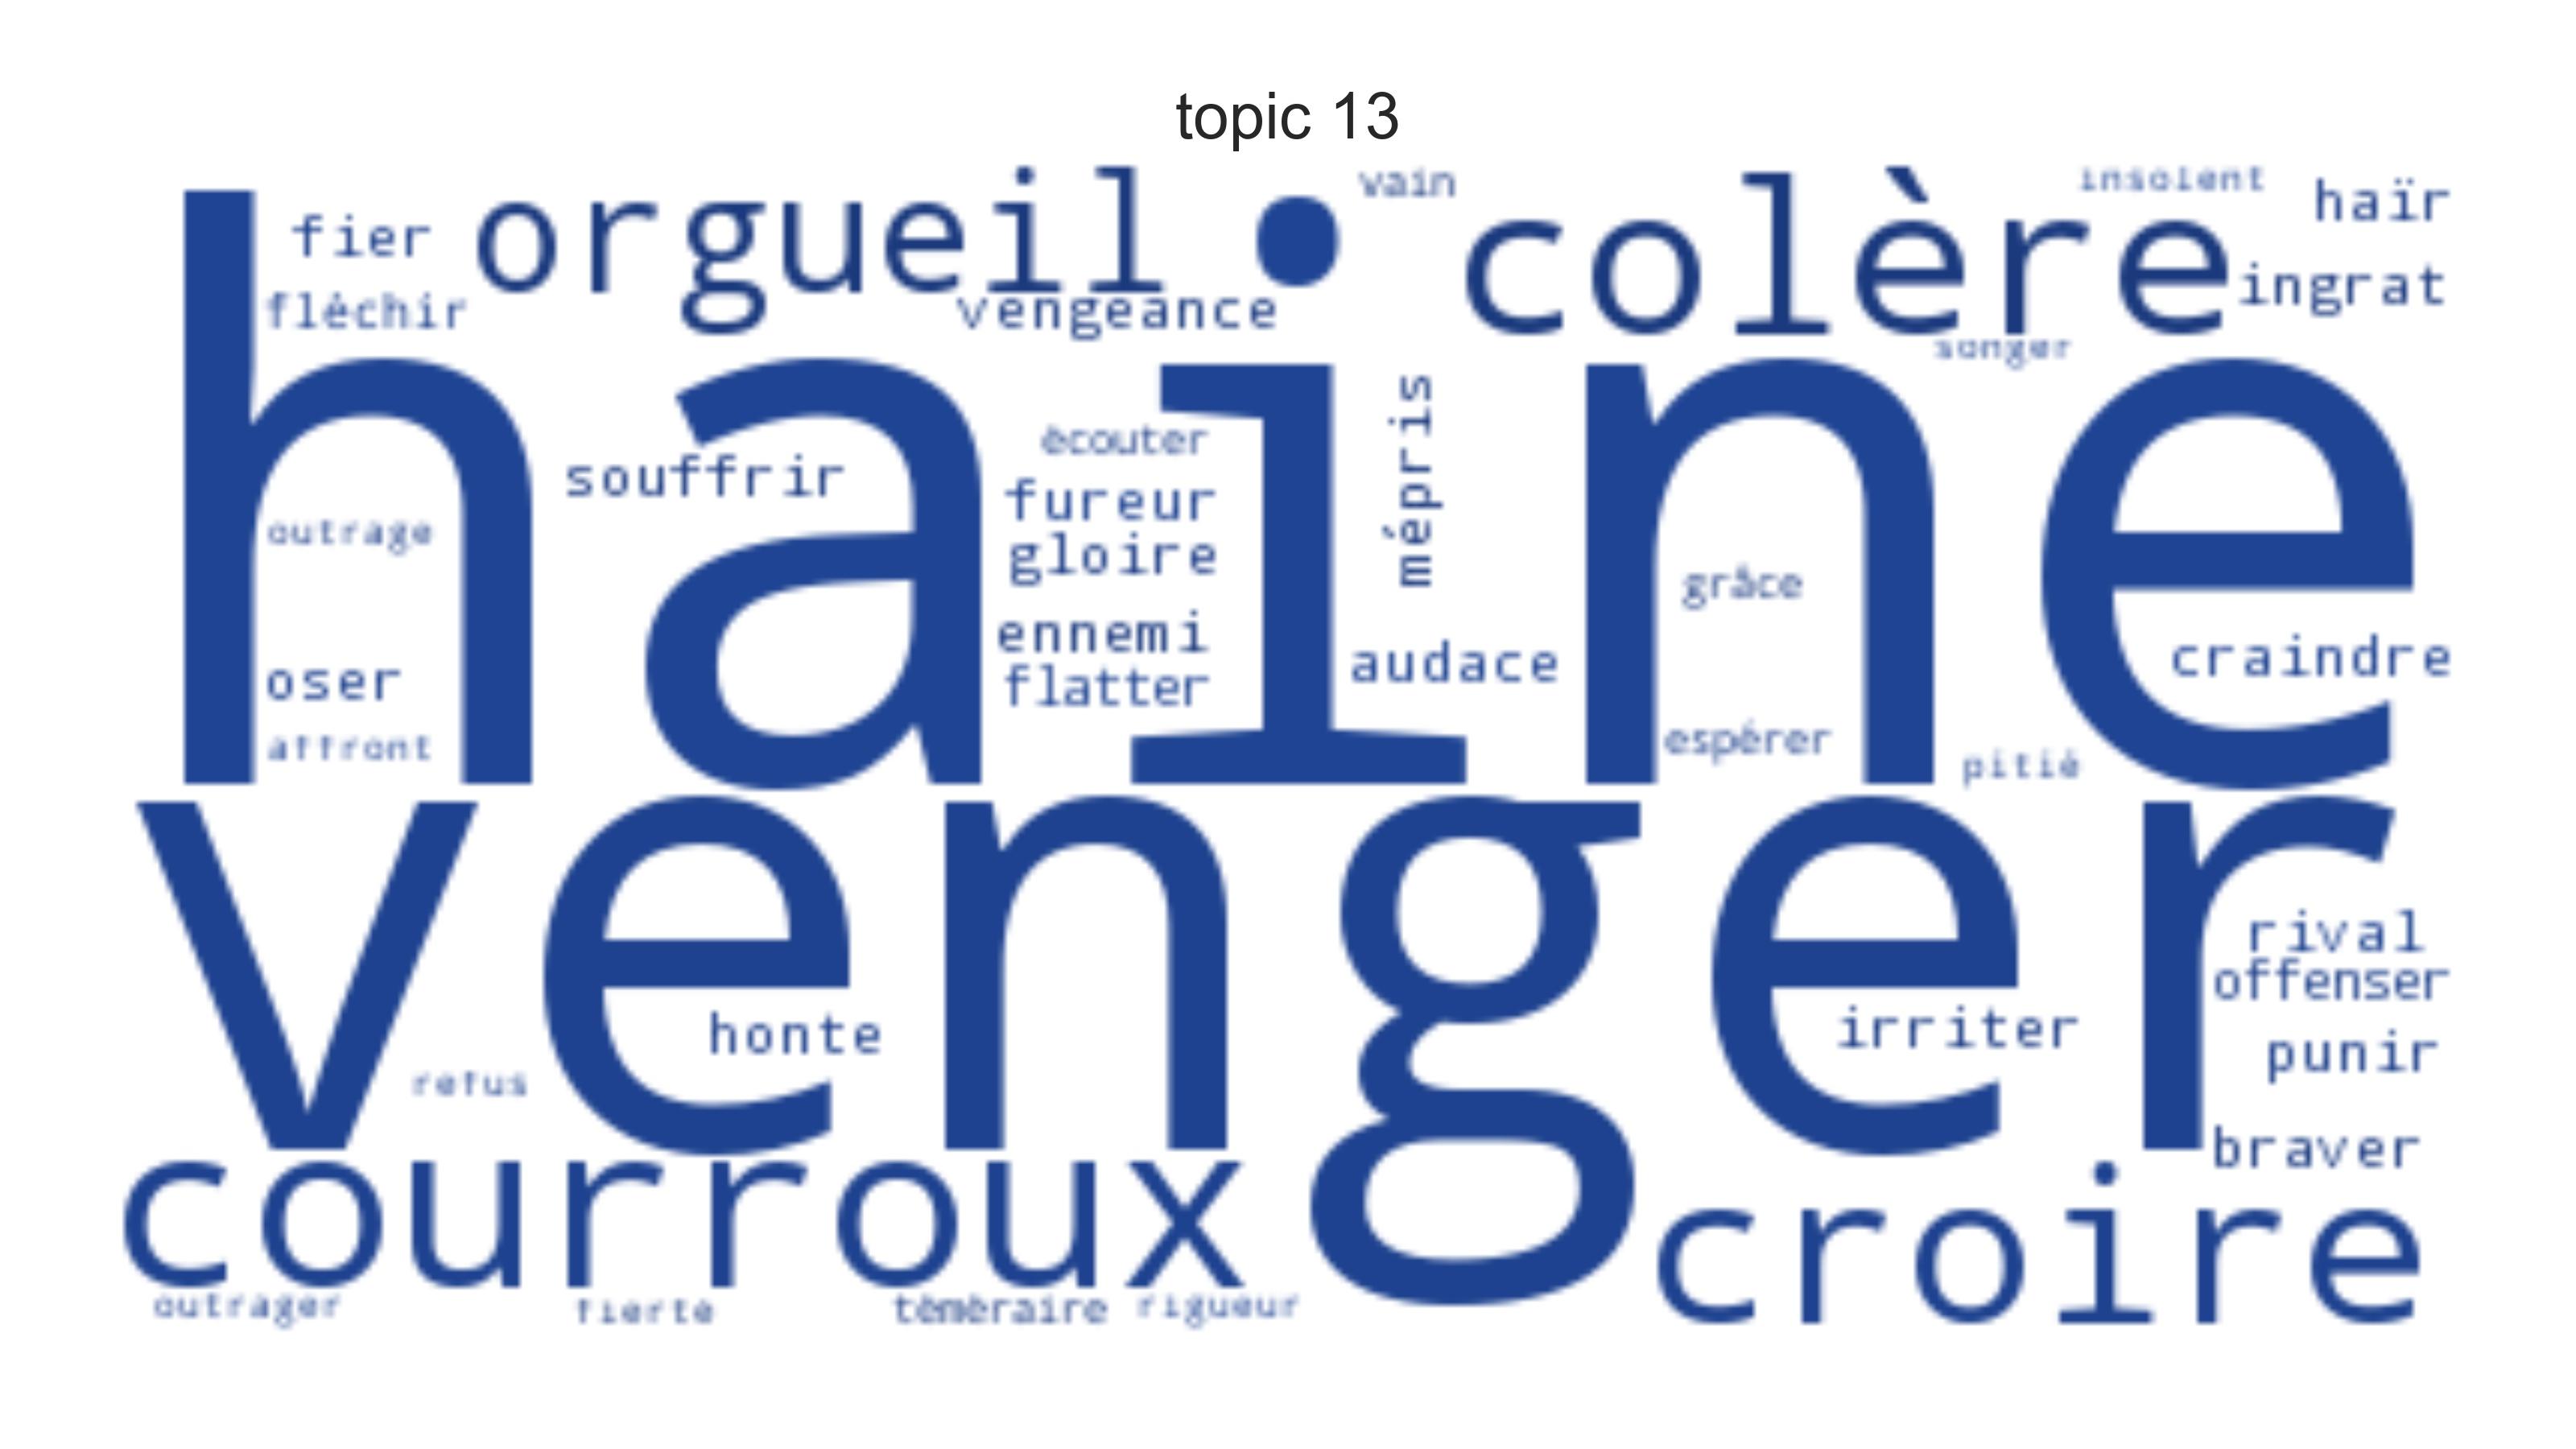 topic 13
vain
insolent
haïr
fier
orgueil
colère
ingrat
fléchir
vengeance
songer
haine
mépris
écouter
souffrir
fureur
outrage
gloire
grâce
ennemi
audace
craindre
oser
flatter
affront
espérer
pitié
venger
rival
offenser
honte
irriter
punir
refus
braver
courroux
croire
outrager
fierté
téméraire
rigueur